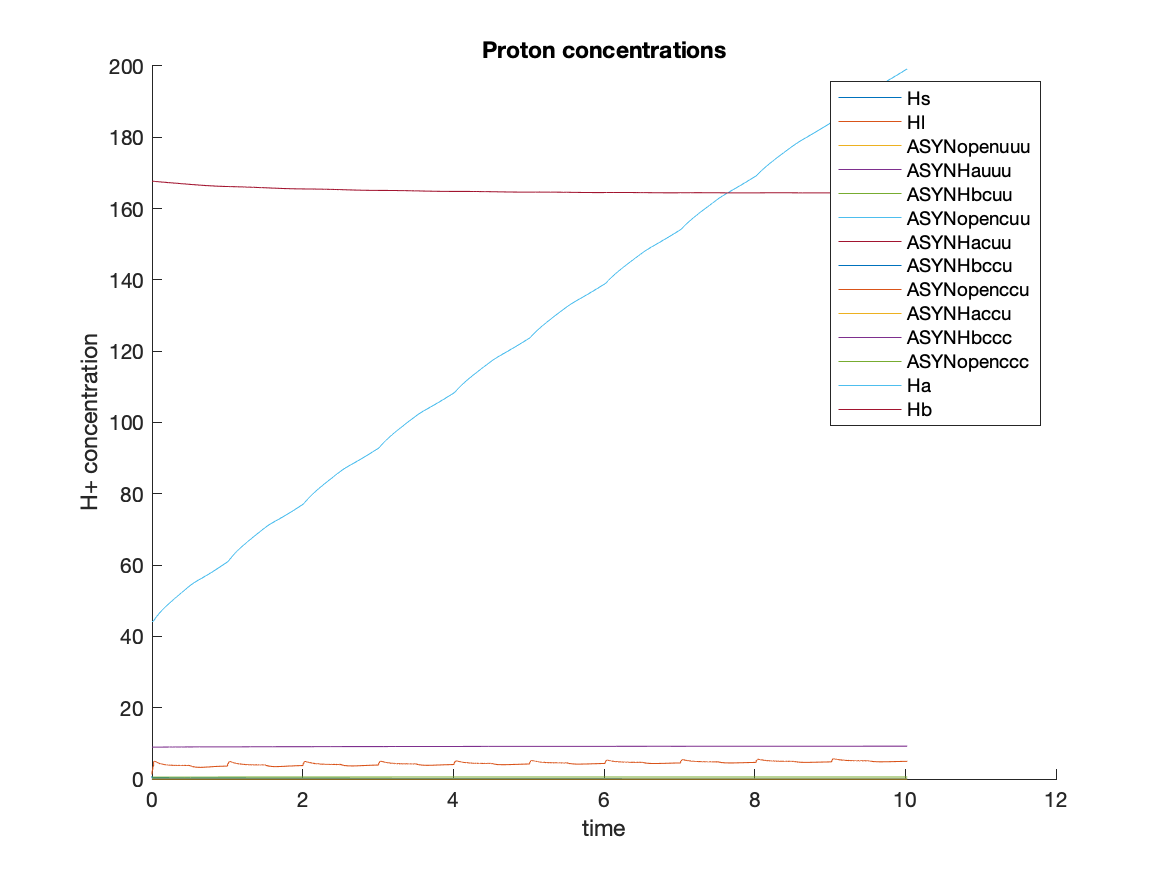 Proton concentrations
200
180
160
140
120
100
80
60
40
20
0
H+ concentration
0
2
4
6
8
10
12
time
Hs
Hl
ASYNopenuuu
ASYNHauuu
ASYNHbcuu
ASYNopencuu
ASYNHacuu
ASYNHbccu
ASYNopenccu
ASYNHaccu
ASYNHbccc
ASYNopenccc
Ha
Hb